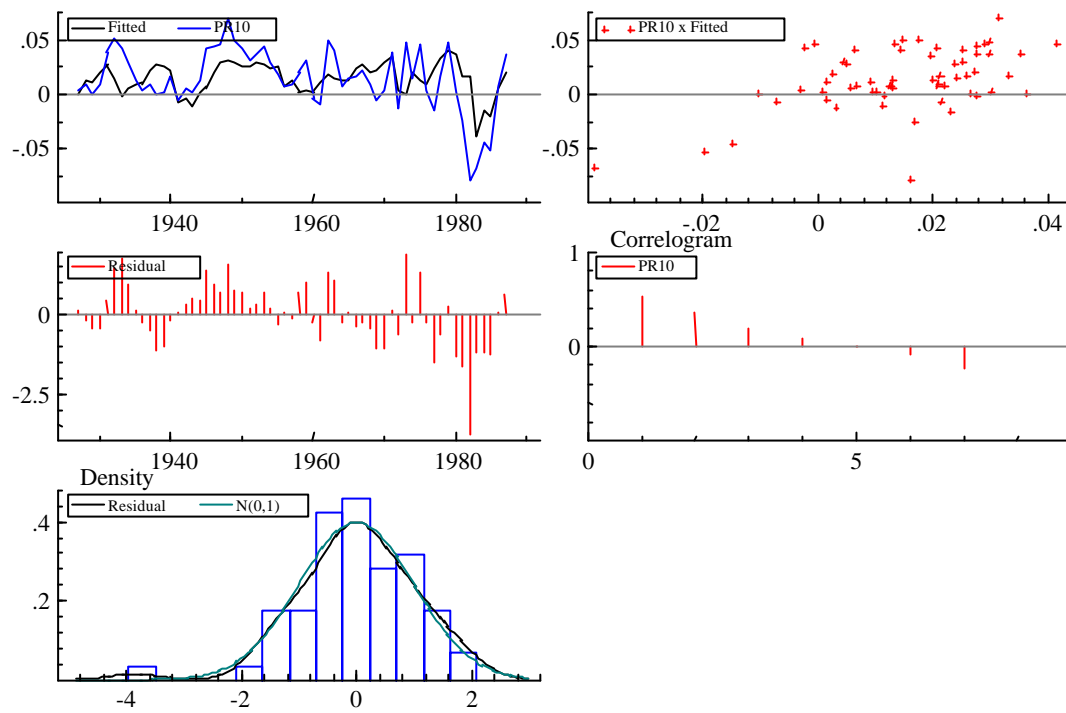 Fitted PR10
.05
0
-.05
1940 1960 1980
PR10 x Fitted
.05
0
-.05
-.02 0 .02 .04
Residual
0
-2.5
1940 1960 1980
Correlogram
PR10
1
0
0 5
Density
Residual N(0,1)
.4
.2
-4 -2 0 2